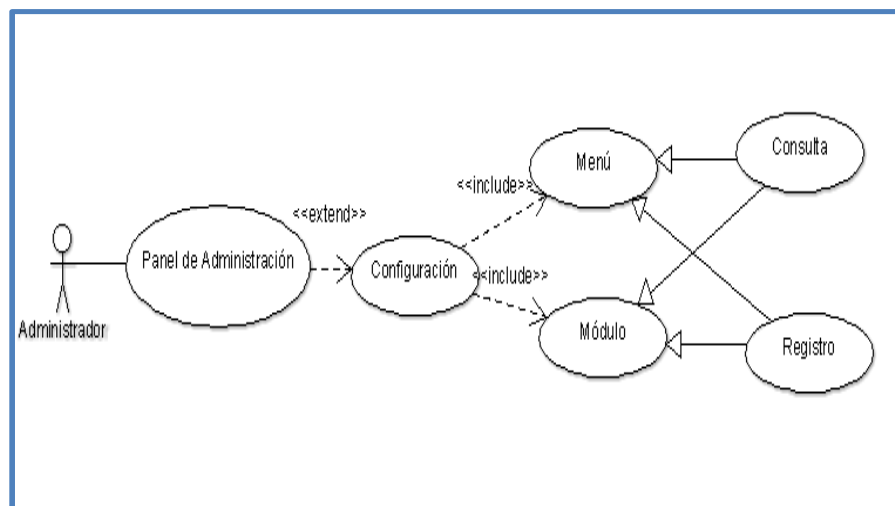 Administrador
Panel de Administración
<<extend>>
Configuración
<<include>>
<<include>>
Menú
Módulo
Consulta
Registro